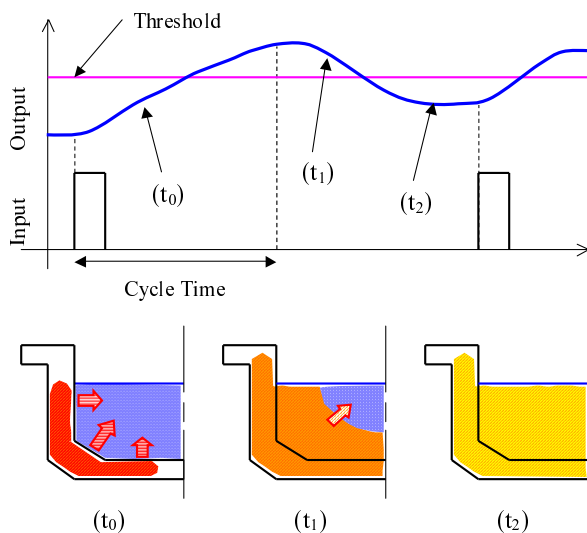 Threshold
Output
(t₀)
(t₁)
(t₂)
Input
Cycle Time
(t₀)
(t₁)
(t₂)